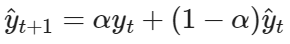 ŷ_{t+1} = αy_t + (1 − α)ŷ_t